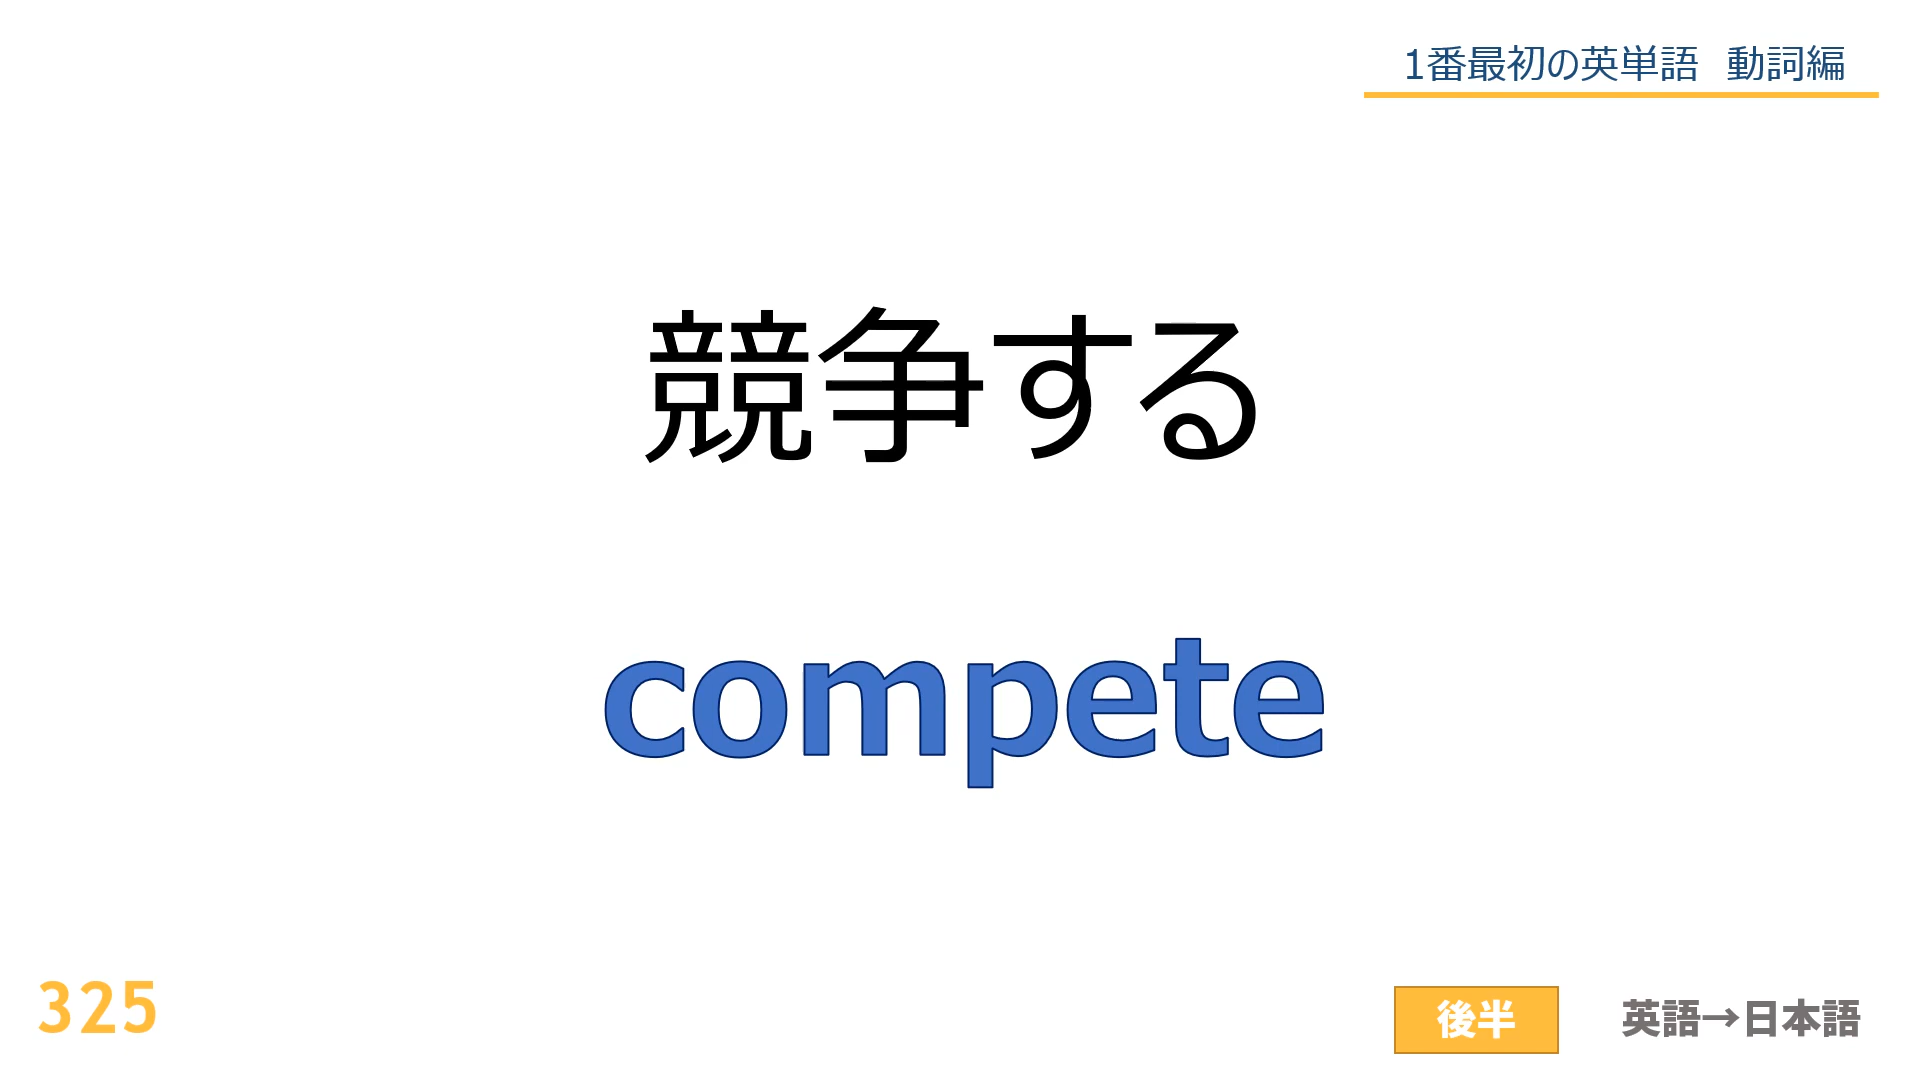 1番最初の英単語　動詞編
競争する
compete
325
後半
英語→日本語